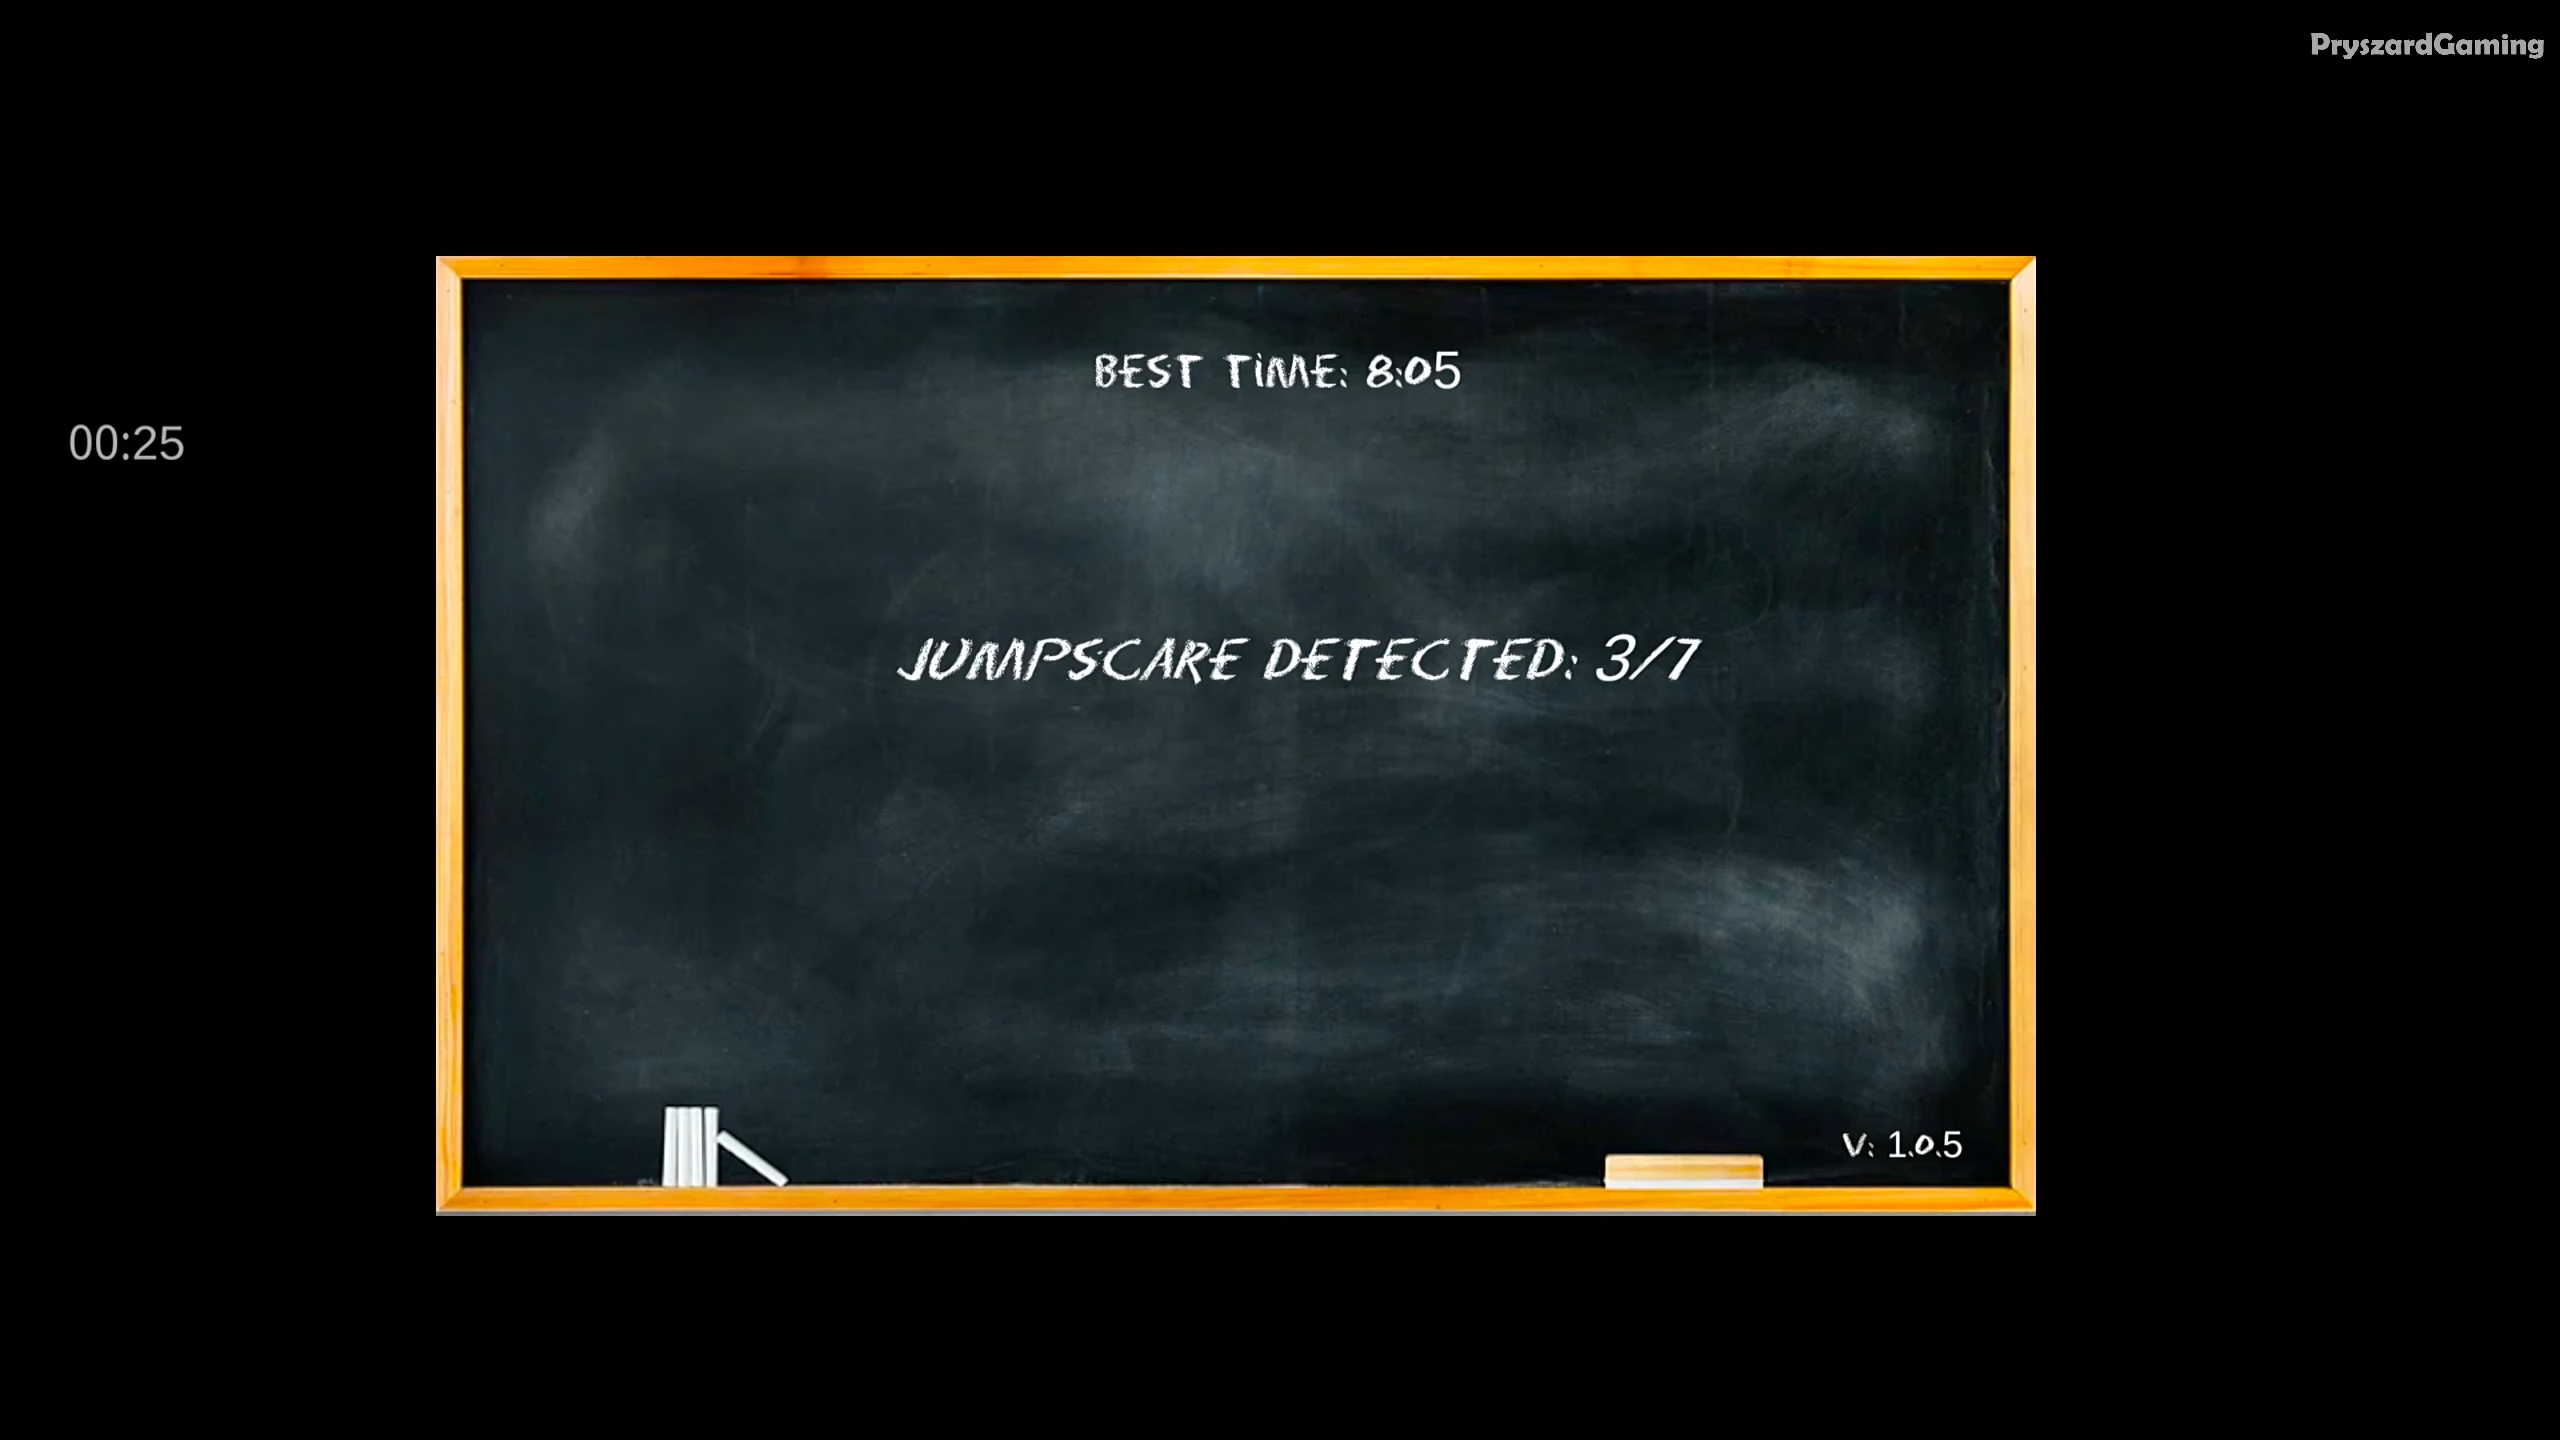 PryszardGaming
BEST TIME: 8:05
00:25
JUMPSCARE DETECTED: 3/7
V: 1.0.5